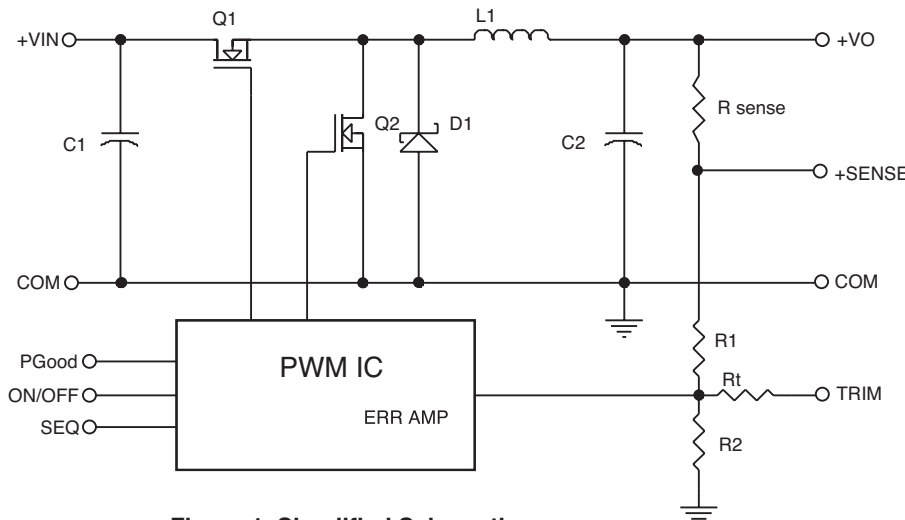 Q1
L1
+VIN
+VO
R sense
C1
Q2
D1
C2
+SENSE
COM
COM
R1
PGood
PWM IC
Rt
ON/OFF
TRIM
ERR AMP
SEQ
R2